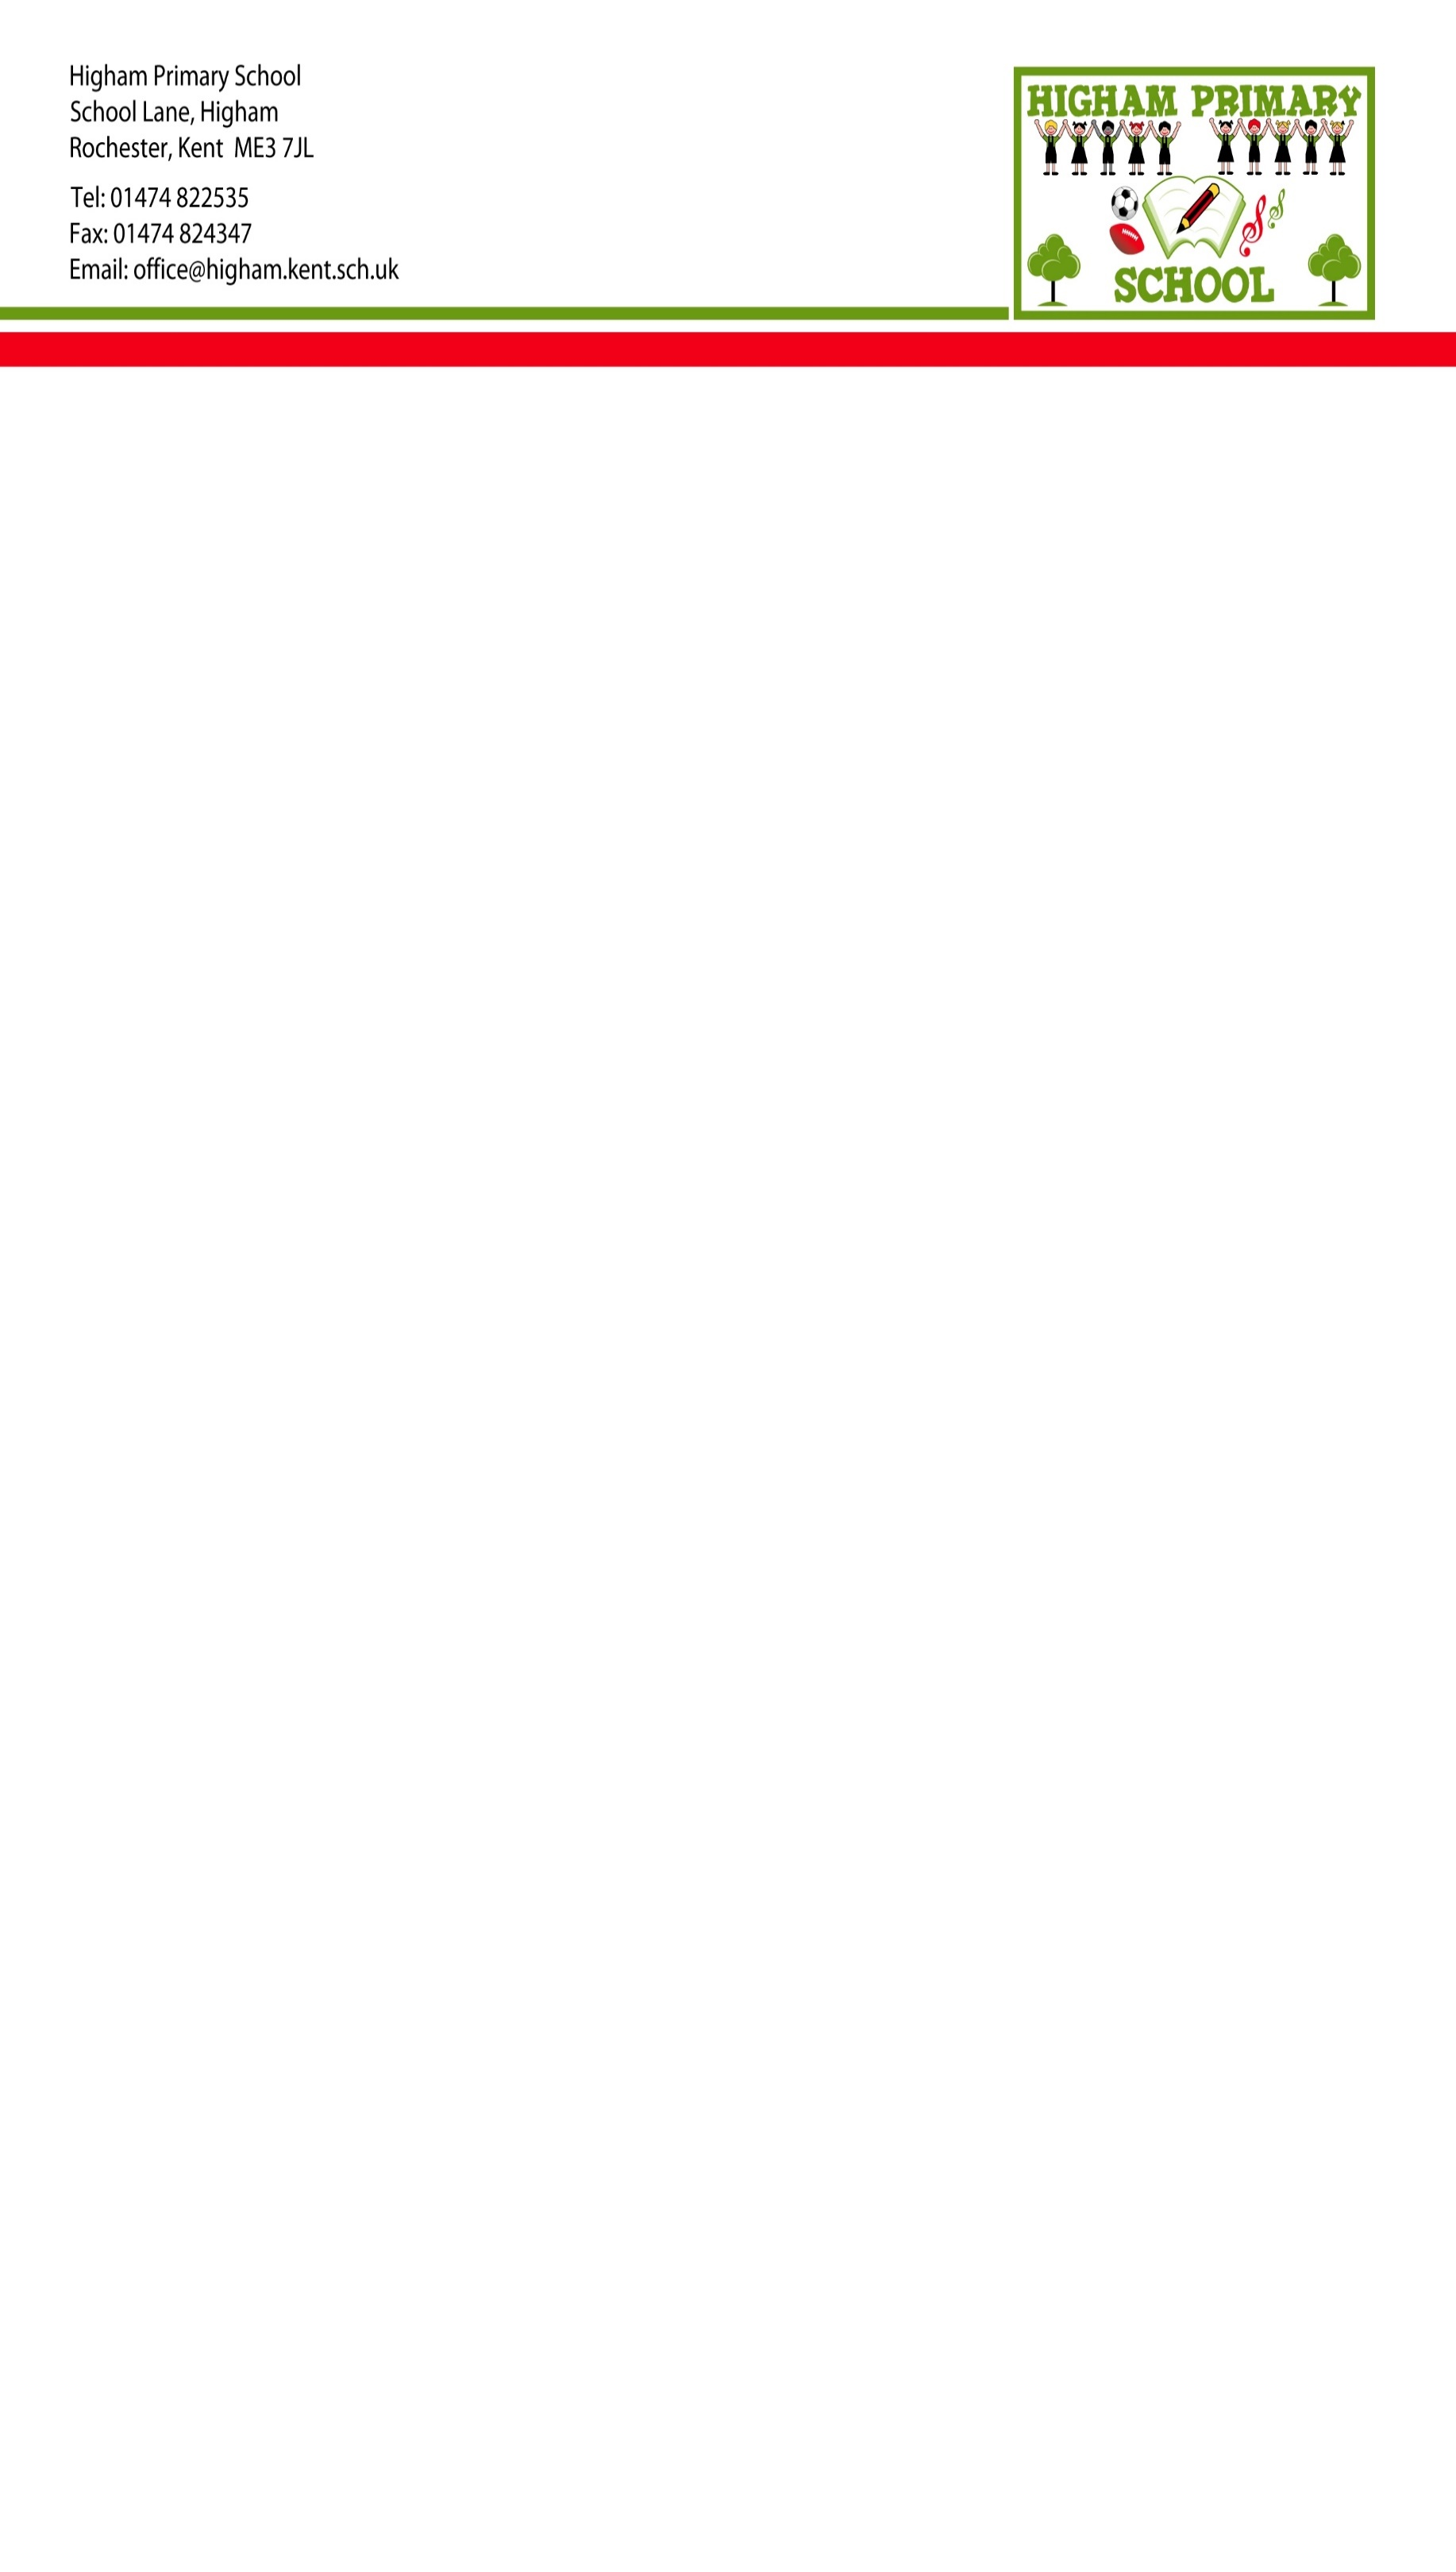 Higham Primary School
School Lane, Higham
Rochester, Kent  ME3 7JL
Tel: 01474 822535
Fax: 01474 824347
Email: office@higham.kent.sch.uk
HIGHAM PRIMARY
SCHOOL